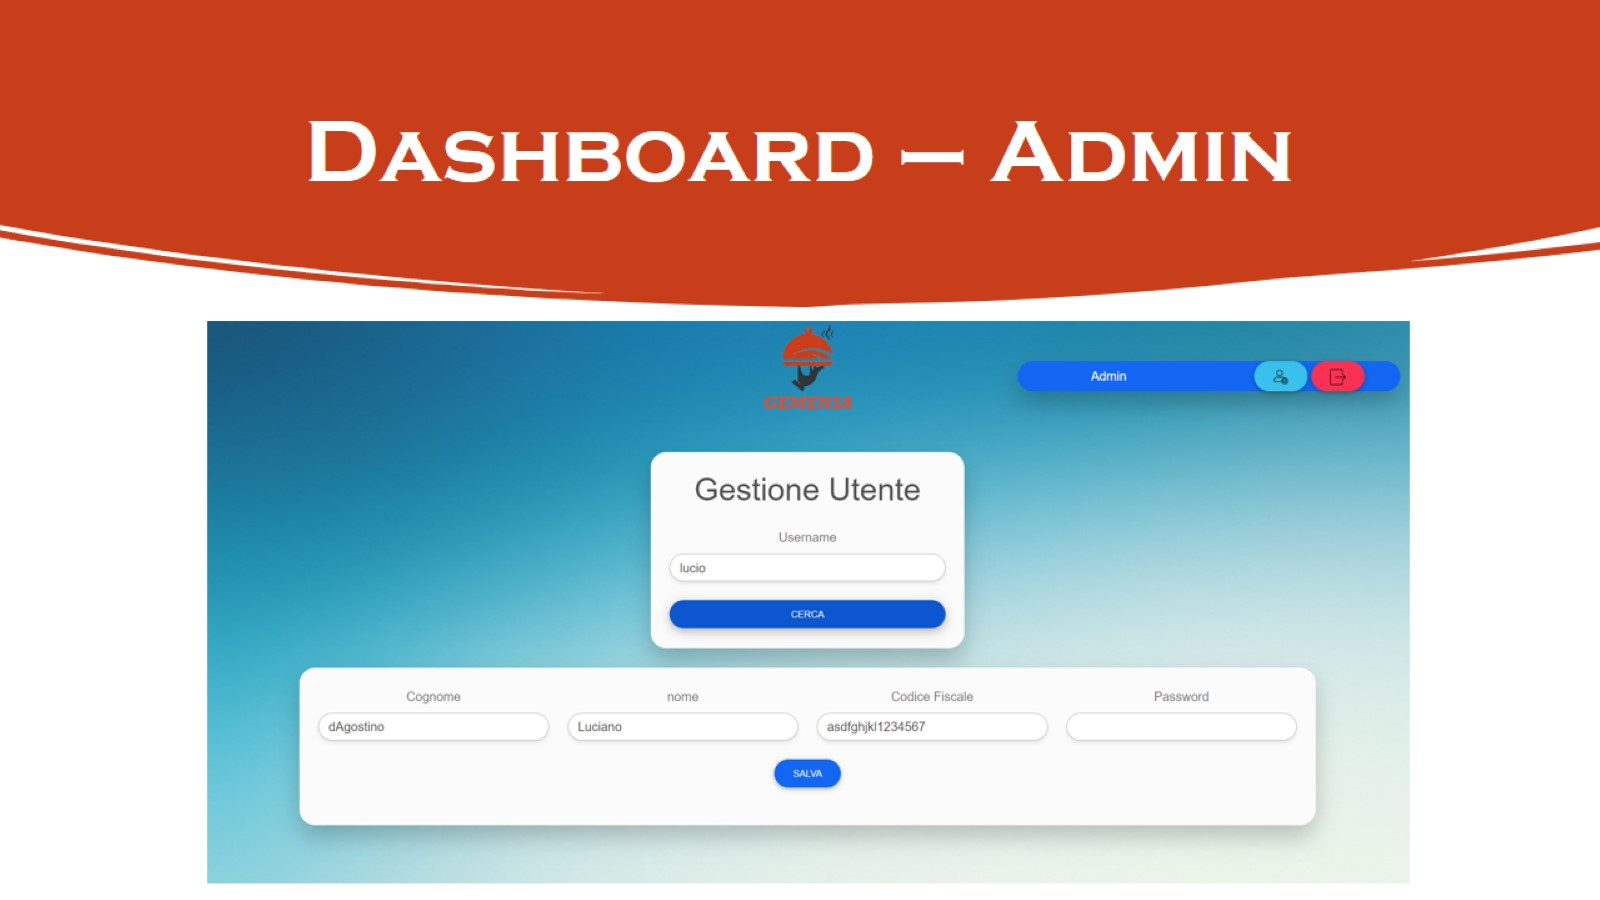 Dashboard – Admin
GEMENSA
Admin
Gestione Utente
Username
lucio
CERCA
Cognome nome Codice Fiscale Password
dAgostino Luciano asdfghjkl1234567
SALVA